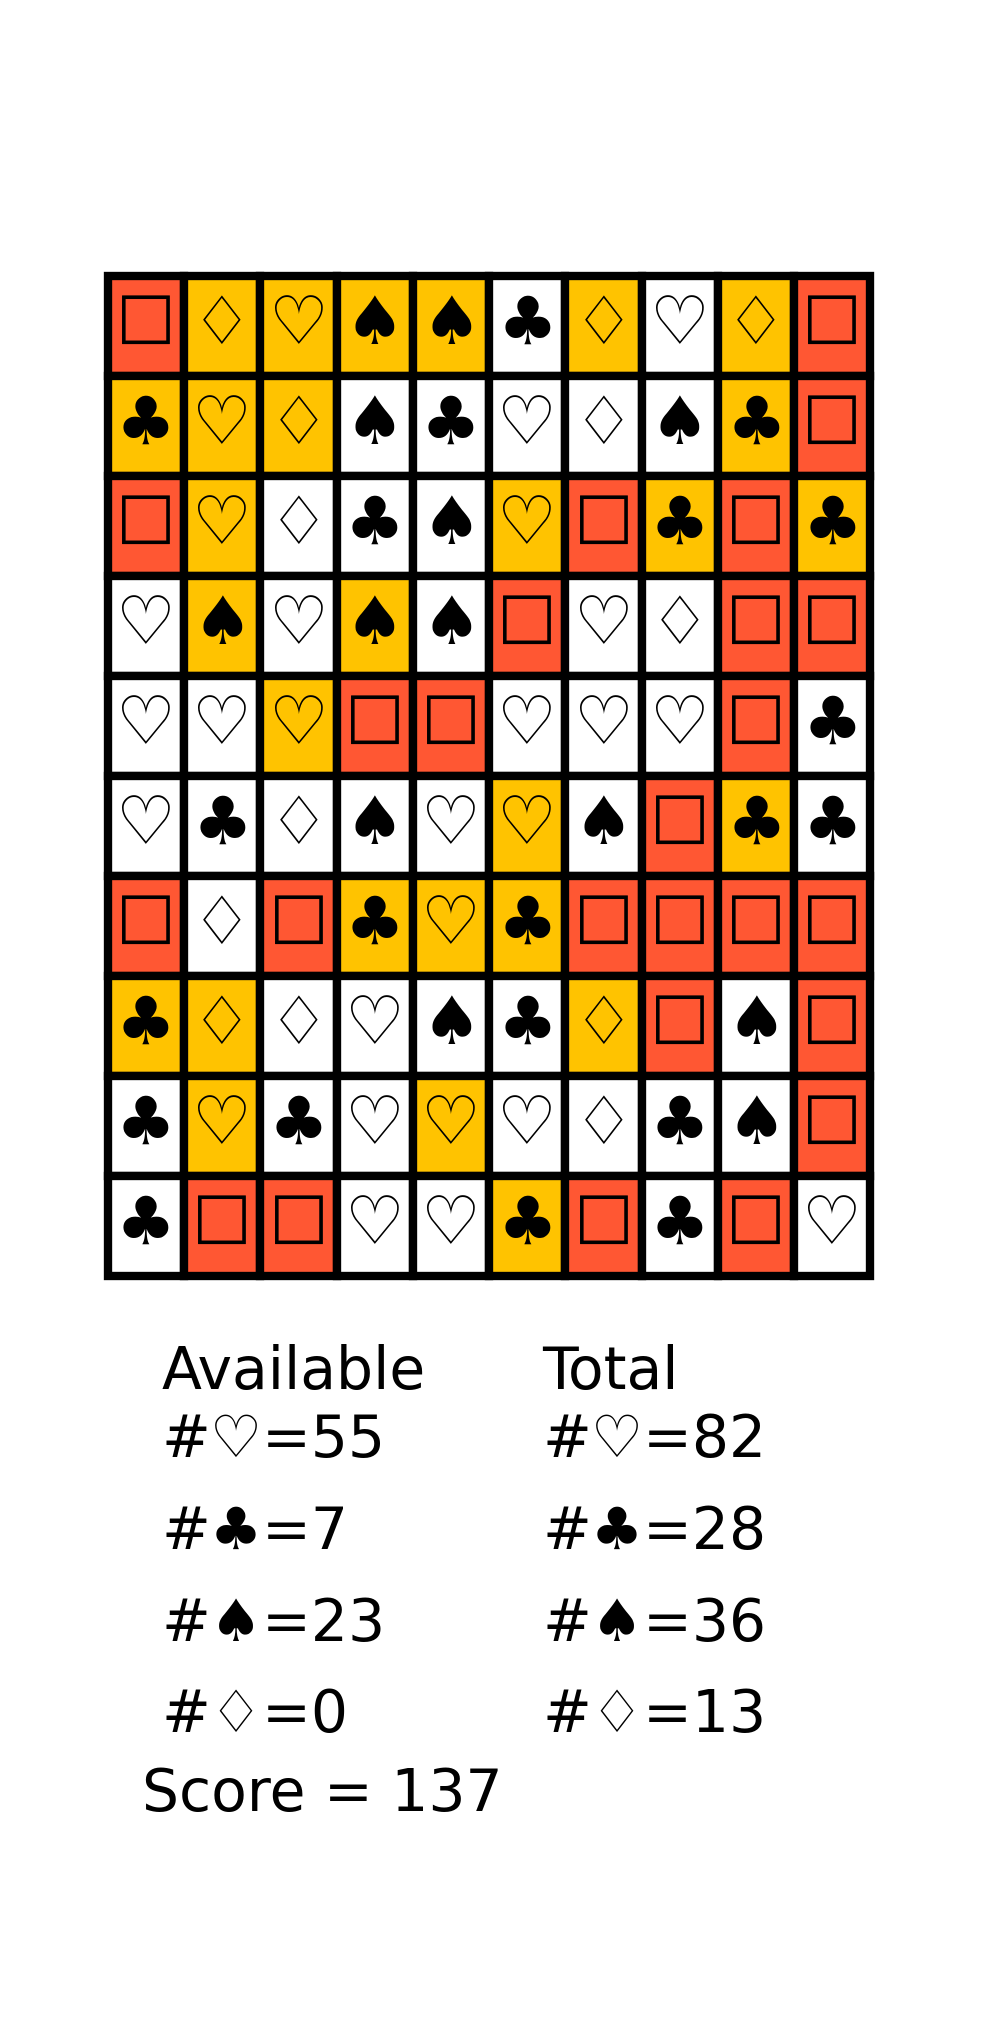 □ ♢ ♡ ♠ ♠ ♣ ♢ ♡ ♢ □
♣ ♡ ♢ ♠ ♣ ♡ ♢ ♠ ♣ □
□ ♡ ♢ ♣ ♠ ♡ □ ♣ □ ♣
♡ ♠ ♡ ♠ ♠ □ ♡ ♢ □ □
♡ ♡ ♡ □ □ ♡ ♡ ♡ □ ♣
♡ ♣ ♢ ♠ ♡ ♡ ♠ □ ♣ ♣
□ ♢ □ ♣ ♡ ♣ □ □ □ □
♣ ♢ ♢ ♡ ♠ ♣ ♢ □ ♠ □
♣ ♡ ♣ ♡ ♡ ♡ ♢ ♣ ♠ □
♣ □ □ ♡ ♡ ♣ □ ♣ □ ♡
Available Total
#♡=55 #♡=82
#♣=7 #♣=28
#♠=23 #♠=36
#♢=0 #♢=13
Score = 137